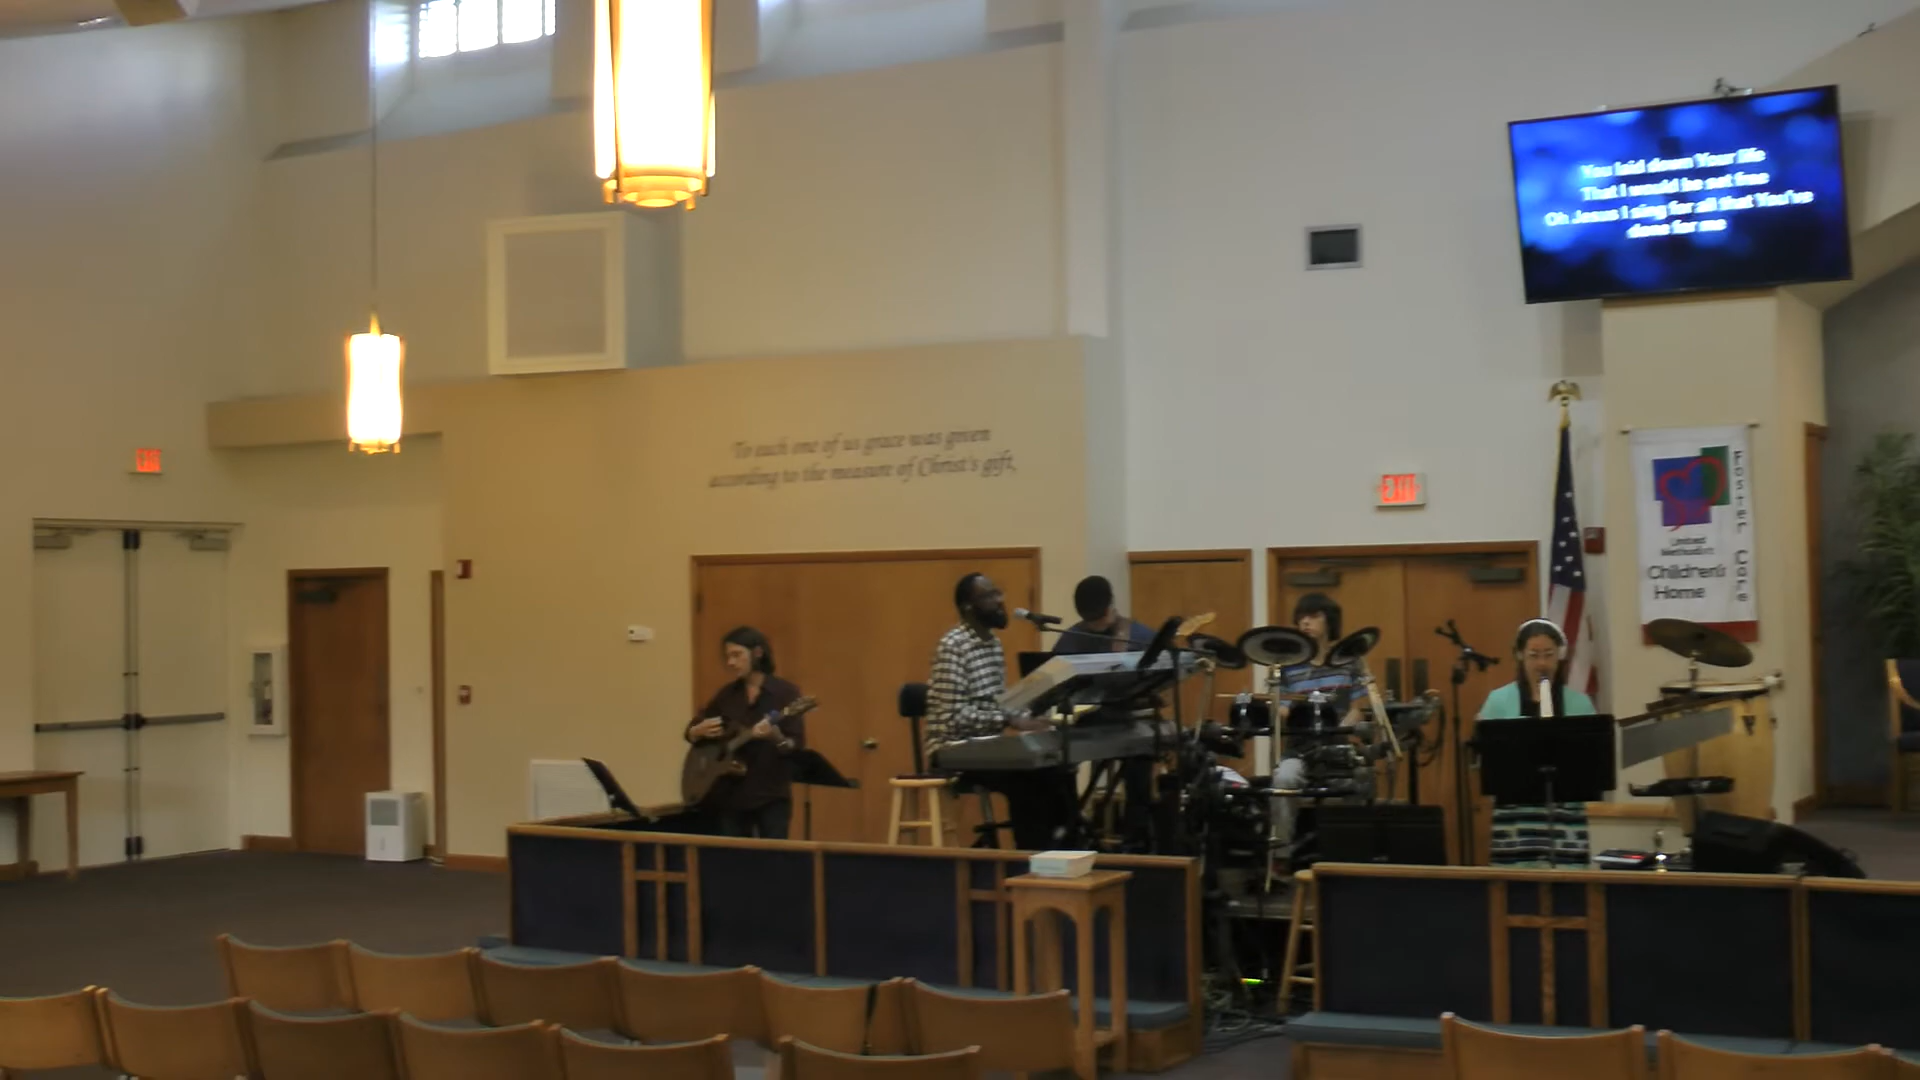 You laid down Your life
That I would be set free
Oh Jesus I sing for all that You've
done for me
To each one of us grace was given
according to the measure of Christ's gift,
EXIT
EXIT
Foster Care
United
Methodist
Children's
Home